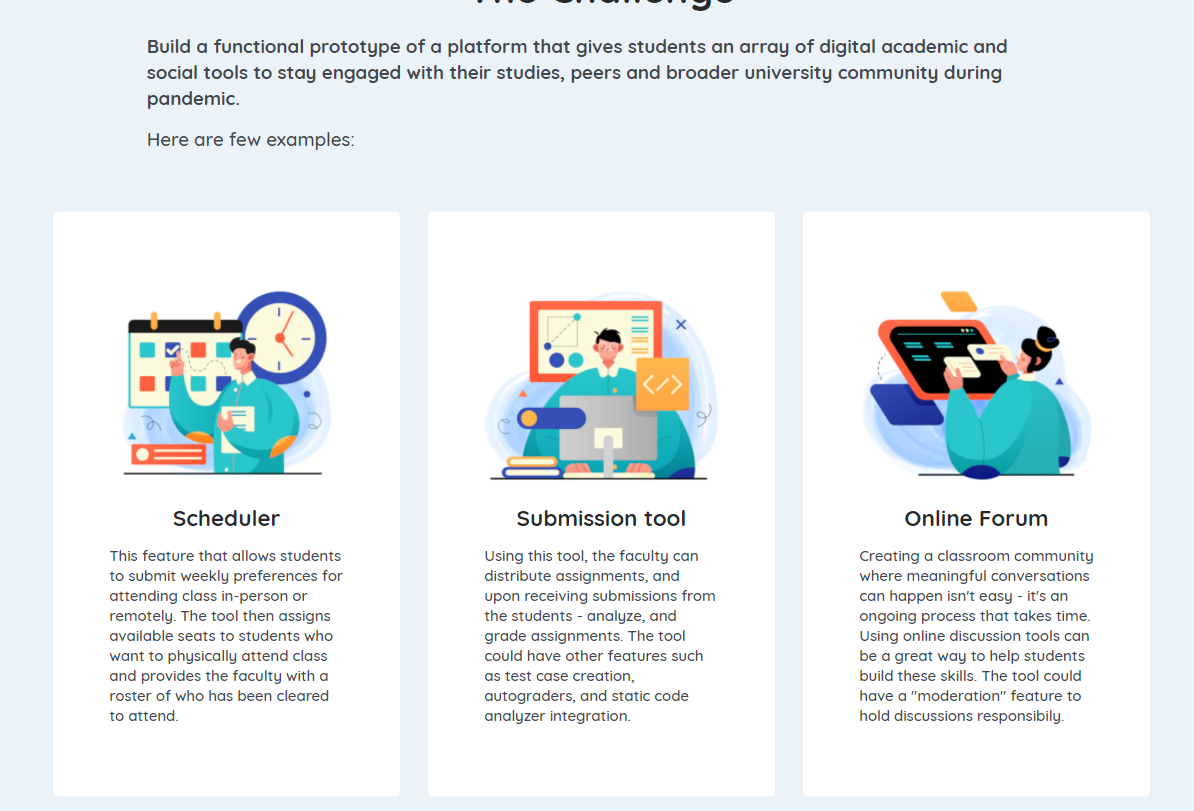 The Challenge
Build a functional prototype of a platform that gives students an array of digital academic and
social tools to stay engaged with their studies, peers and broader university community during
pandemic.
Here are few examples:
Scheduler
This feature that allows students
to submit weekly preferences for
attending class in-person or
remotely. The tool then assigns
available seats to students who
want to physically attend class
and provides the faculty with a
roster of who has been cleared
to attend.
Submission tool
Using this tool, the faculty can
distribute assignments, and
upon receiving submissions from
the students - analyze, and
grade assignments. The tool
could have other features such
as test case creation,
autograders, and static code
analyzer integration.
Online Forum
Creating a classroom community
where meaningful conversations
can happen isn't easy - it's an
ongoing process that takes time.
Using online discussion tools can
be a great way to help students
build these skills. The tool could
have a "moderation" feature to
hold discussions responsibily.